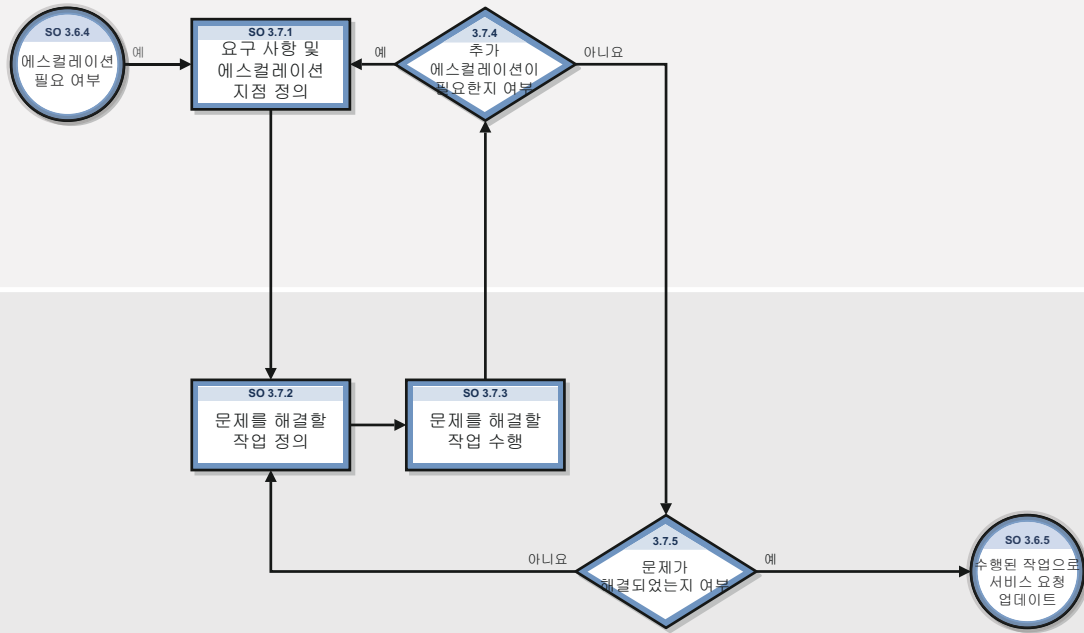 SO 3.6.4
에스컬레이션
필요 여부
예
SO 3.7.1
요구 사항 및
에스컬레이션
지점 정의
예
3.7.4
추가
에스컬레이션이
필요한지 여부
아니요
SO 3.7.2
문제를 해결할
작업 정의
SO 3.7.3
문제를 해결할
작업 수행
아니요
3.7.5
문제가
해결되었는지 여부
예
SO 3.6.5
수행된 작업으로
서비스 요청
업데이트